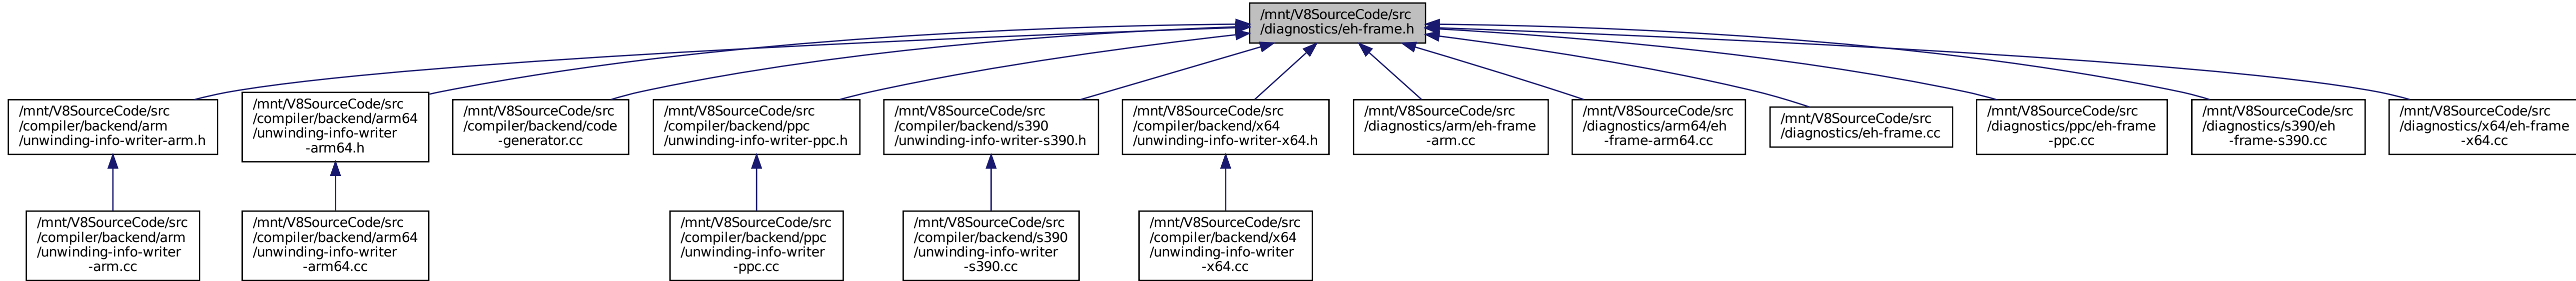 /mnt/V8SourceCode/src
/diagnostics/eh-frame.h
/mnt/V8SourceCode/src
/compiler/backend/arm
/unwinding-info-writer-arm.h
/mnt/V8SourceCode/src
/compiler/backend/arm64
/unwinding-info-writer
-arm64.h
/mnt/V8SourceCode/src
/compiler/backend/code
-generator.cc
/mnt/V8SourceCode/src
/compiler/backend/ppc
/unwinding-info-writer-ppc.h
/mnt/V8SourceCode/src
/compiler/backend/s390
/unwinding-info-writer-s390.h
/mnt/V8SourceCode/src
/compiler/backend/x64
/unwinding-info-writer-x64.h
/mnt/V8SourceCode/src
/diagnostics/arm/eh-frame
-arm.cc
/mnt/V8SourceCode/src
/diagnostics/arm64/eh
-frame-arm64.cc
/mnt/V8SourceCode/src
/diagnostics/eh-frame.cc
/mnt/V8SourceCode/src
/diagnostics/ppc/eh-frame
-ppc.cc
/mnt/V8SourceCode/src
/diagnostics/s390/eh
-frame-s390.cc
/mnt/V8SourceCode/src
/diagnostics/x64/eh-frame
-x64.cc
/mnt/V8SourceCode/src
/compiler/backend/arm
/unwinding-info-writer
-arm.cc
/mnt/V8SourceCode/src
/compiler/backend/arm64
/unwinding-info-writer
-arm64.cc
/mnt/V8SourceCode/src
/compiler/backend/ppc
/unwinding-info-writer
-ppc.cc
/mnt/V8SourceCode/src
/compiler/backend/s390
/unwinding-info-writer
-s390.cc
/mnt/V8SourceCode/src
/compiler/backend/x64
/unwinding-info-writer
-x64.cc